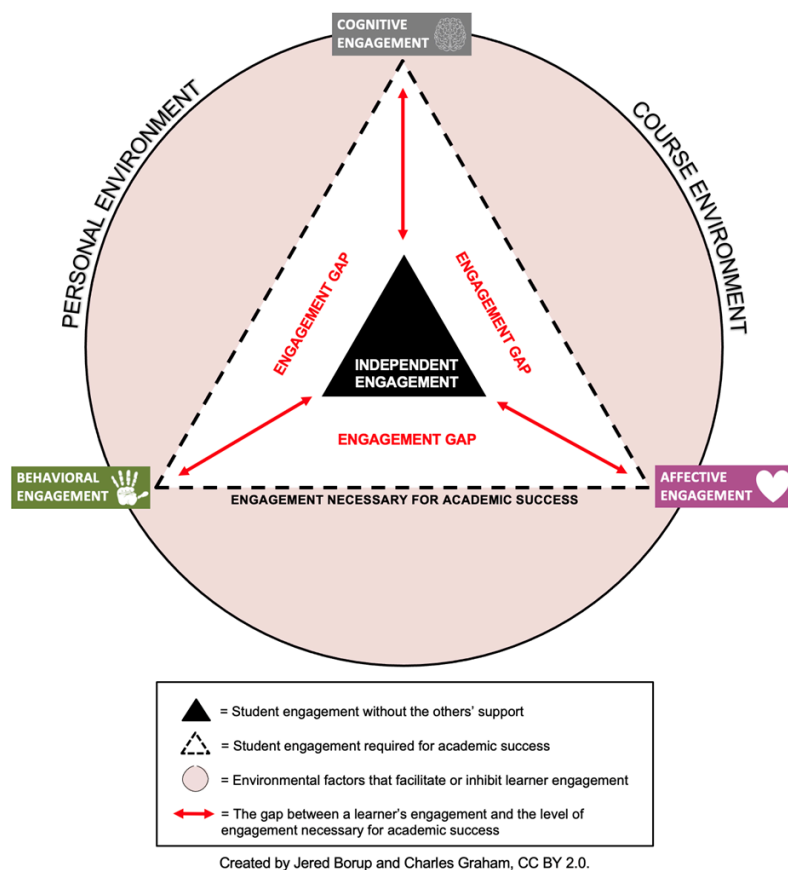 COGNITIVE
ENGAGEMENT
PERSONAL ENVIRONMENT
COURSE ENVIRONMENT
ENGAGEMENT GAP
ENGAGEMENT GAP
INDEPENDENT
ENGAGEMENT
ENGAGEMENT GAP
BEHAVIORAL
ENGAGEMENT
AFFECTIVE
ENGAGEMENT
ENGAGEMENT NECESSARY FOR ACADEMIC SUCCESS
= Student engagement without the others' support
= Student engagement required for academic success
= Environmental factors that facilitate or inhibit learner engagement
= The gap between a learner's engagement and the level of
engagement necessary for academic success
Created by Jered Borup and Charles Graham, CC BY 2.0.